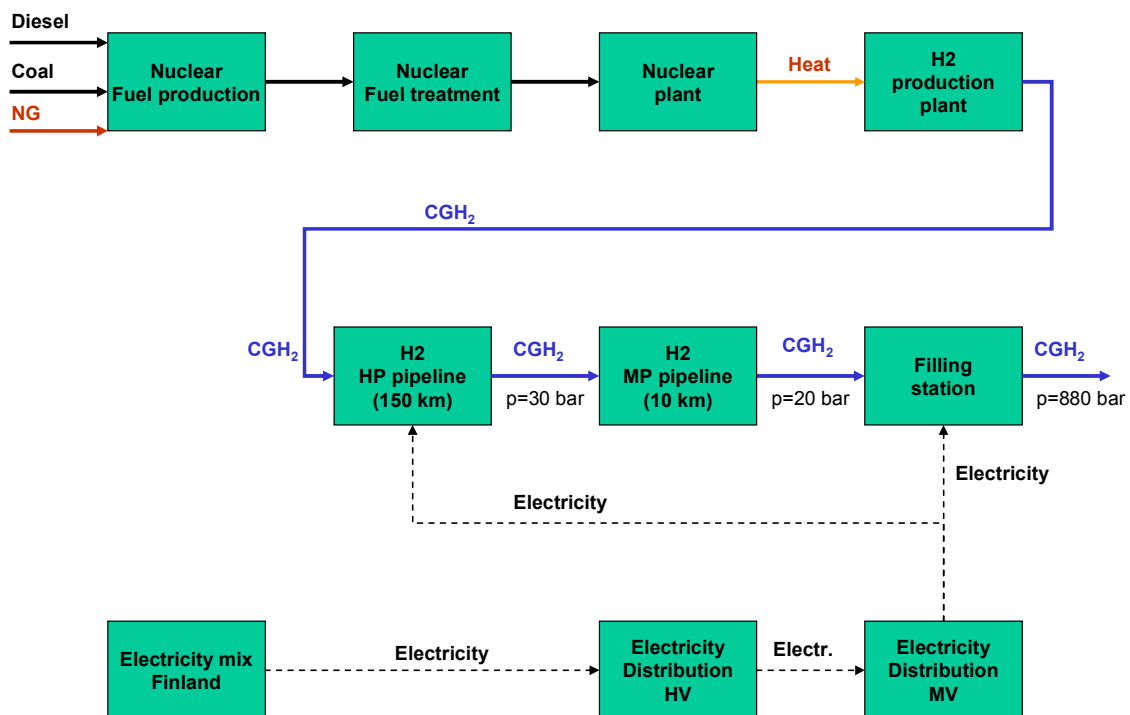 Diesel
Coal
NG
Nuclear
Fuel production
Nuclear
Fuel treatment
Nuclear
plant
Heat
H2
production
plant
CGH₂
CGH₂
H2
HP pipeline
(150 km)
CGH₂
p=30 bar
H2
MP pipeline
(10 km)
CGH₂
p=20 bar
Filling
station
CGH₂
p=880 bar
Electricity
Electricity
Electricity mix
Finland
Electricity
Electricity
Distribution
HV
Electr.
Electricity
Distribution
MV